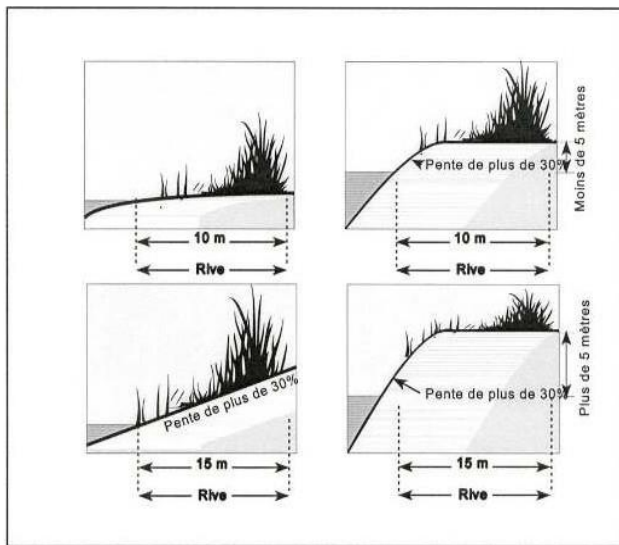 10 m
Rive
Pente de plus de 30%
Moins de 5 mètres
10 m
Rive
Pente de plus de 30%
15 m
Rive
Pente de plus de 30%
Plus de 5 mètres
15 m
Rive